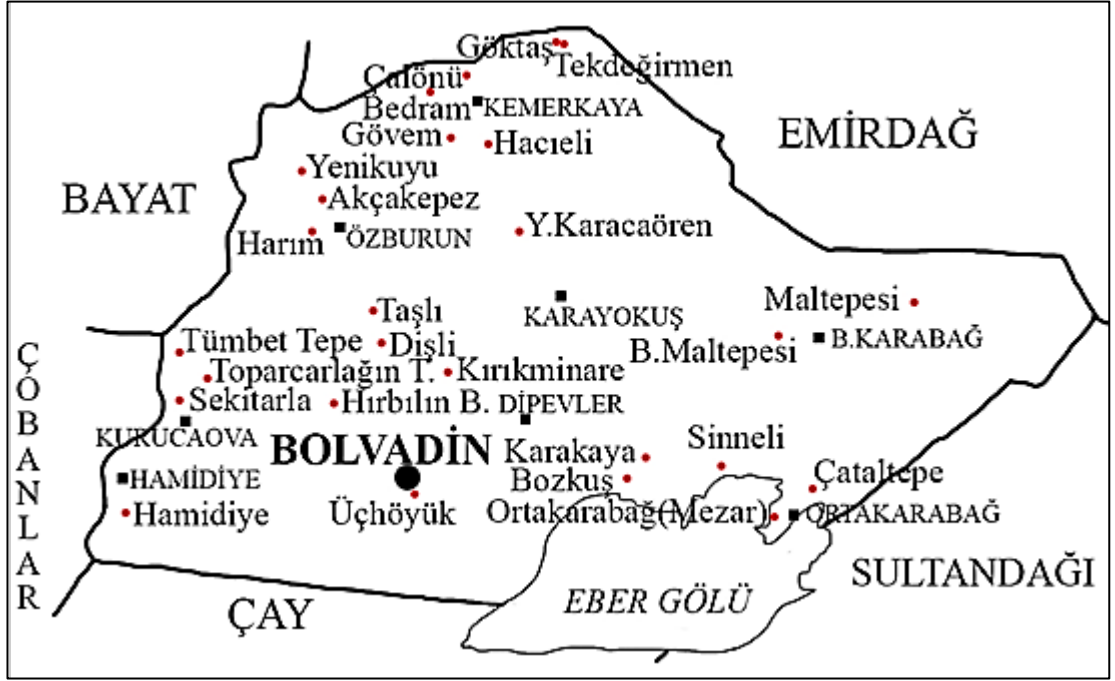 Göktaş
Tekdeğirmen
Çalönü
Bedram
KEMERKAYA
Gövem
Hacıeli
EMİRDAĞ
Yenikuyu
BAYAT
Akçakepez
Harım
ÖZBURUN
Y.Karacaören
Maltepesi
Taşlı
KARAYOKUŞ
Tümbet Tepe
Dişli
B.Maltepesi
B.KARABAĞ
Toparcarlağın T.
Kırıkminare
Sekitarla
Hırbılın B.
DİPEVLER
KURUCAOVA
BOLVADİN
Karakaya
Sinneli
HAMİDİYE
Bozkuş
Çataltepe
Hamidiye
Üçhöyük
Ortakarabağ(Mezar)
ORTAKARABAĞ
ÇOBANLAR
SULTANDAĞI
EBER GÖLÜ
ÇAY